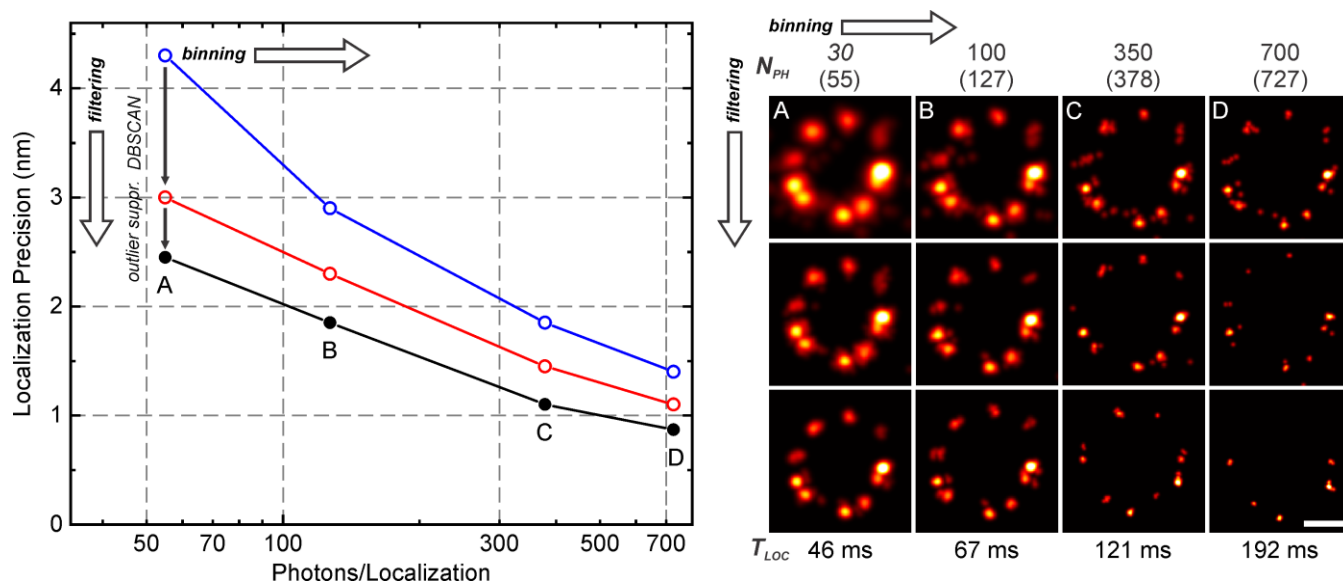 binning
filtering
outlier suppr. DBSCAN
A
B
C
D
4
3
2
1
0
Localization Precision (nm)
50 70 100 300 500 700
Photons/Localization
binning
filtering
N_PH
30 100 350 700
(55) (127) (378) (727)
A B C D
T_LOC 46 ms 67 ms 121 ms 192 ms